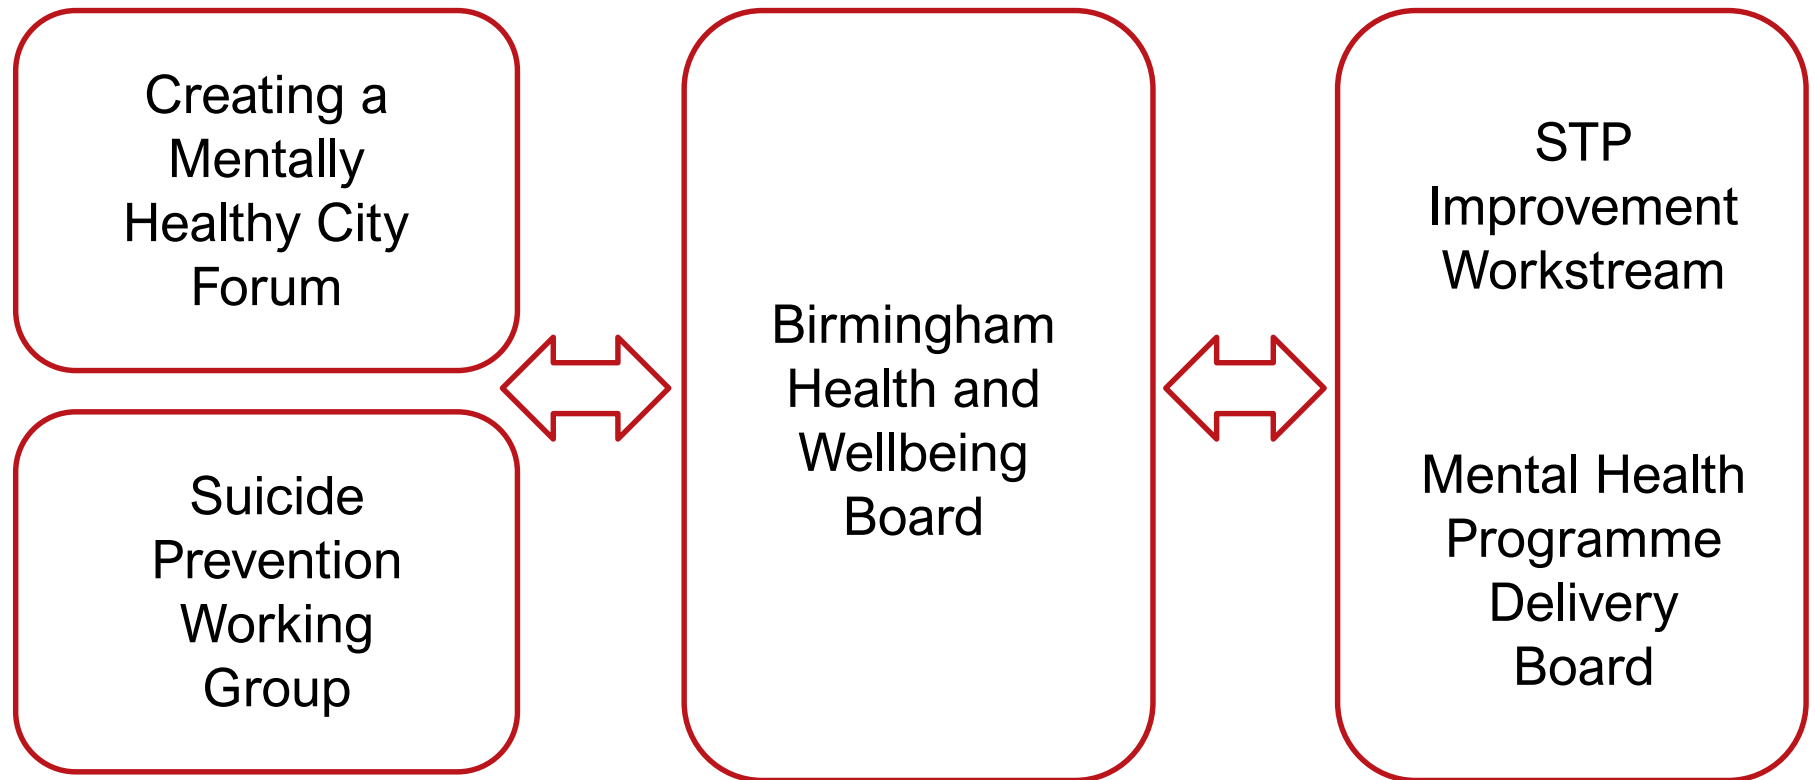 Creating a
Mentally
Healthy City
Forum
Suicide
Prevention
Working
Group
Birmingham
Health and
Wellbeing
Board
STP
Improvement
Workstream
Mental Health
Programme
Delivery
Board